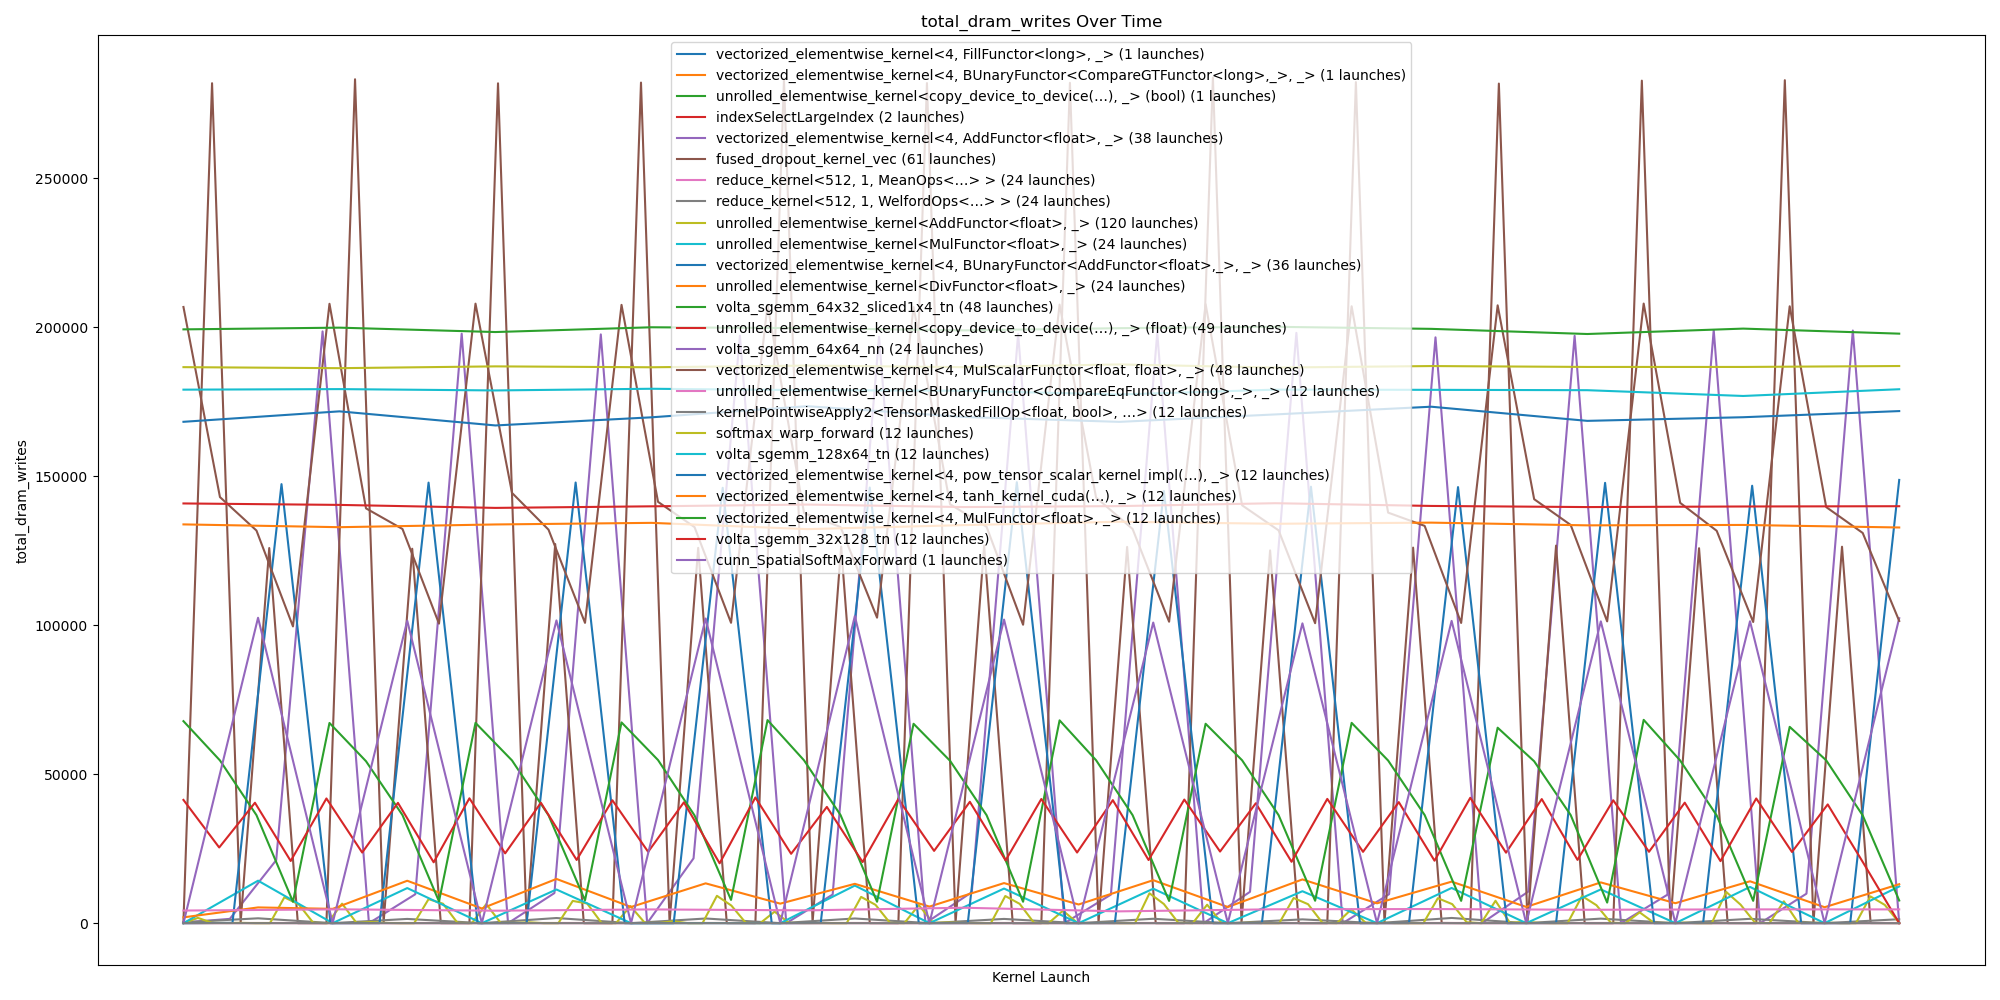 total_dram_writes Over Time
vectorized_elementwise_kernel<4, FillFunctor<long>, _> (1 launches)
vectorized_elementwise_kernel<4, BUnaryFunctor<CompareGTFunctor<long>,_>, _> (1 launches)
unrolled_elementwise_kernel<copy_device_to_device(...), _> (bool) (1 launches)
indexSelectLargeIndex (2 launches)
vectorized_elementwise_kernel<4, AddFunctor<float>, _> (38 launches)
fused_dropout_kernel_vec (61 launches)
reduce_kernel<512, 1, MeanOps<...> > (24 launches)
reduce_kernel<512, 1, WelfordOps<...> > (24 launches)
unrolled_elementwise_kernel<AddFunctor<float>, _> (120 launches)
unrolled_elementwise_kernel<MulFunctor<float>, _> (24 launches)
vectorized_elementwise_kernel<4, BUnaryFunctor<AddFunctor<float>,_>, _> (36 launches)
unrolled_elementwise_kernel<DivFunctor<float>, _> (24 launches)
volta_sgemm_64x32_sliced1x4_tn (48 launches)
unrolled_elementwise_kernel<copy_device_to_device(...), _> (float) (49 launches)
volta_sgemm_64x64_nn (24 launches)
vectorized_elementwise_kernel<4, MulScalarFunctor<float, float>, _> (48 launches)
unrolled_elementwise_kernel<BUnaryFunctor<CompareEqFunctor<long>,_>, _> (12 launches)
kernelPointwiseApply2<TensorMaskedFillOp<float, bool>, ...> (12 launches)
softmax_warp_forward (12 launches)
volta_sgemm_128x64_tn (12 launches)
vectorized_elementwise_kernel<4, pow_tensor_scalar_kernel_impl(...), _> (12 launches)
vectorized_elementwise_kernel<4, tanh_kernel_cuda(...), _> (12 launches)
vectorized_elementwise_kernel<4, MulFunctor<float>, _> (12 launches)
volta_sgemm_32x128_tn (12 launches)
cunn_SpatialSoftMaxForward (1 launches)
250000
200000
150000
100000
50000
0
total_dram_writes
Kernel Launch